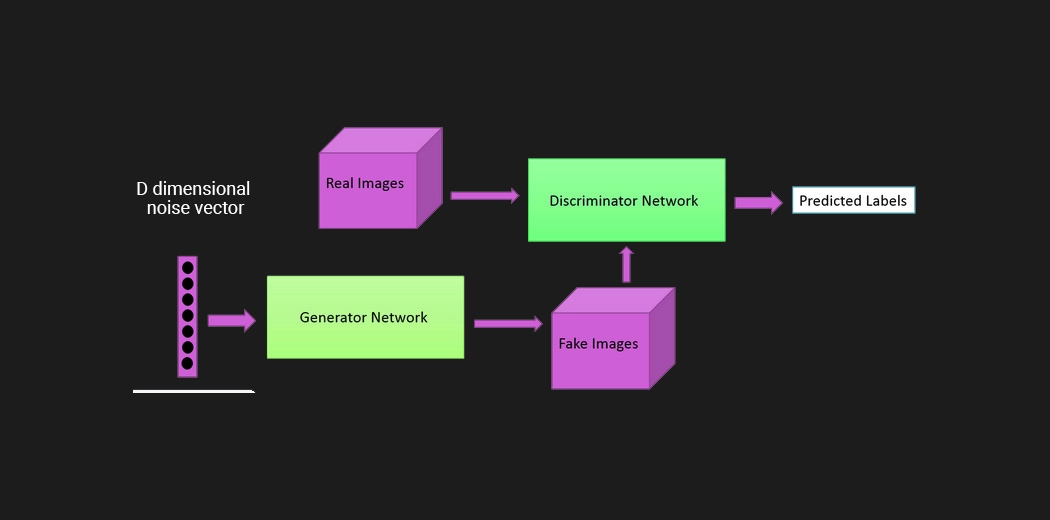 D dimensional
noise vector
Real Images
Discriminator Network
Predicted Labels
Generator Network
Fake Images